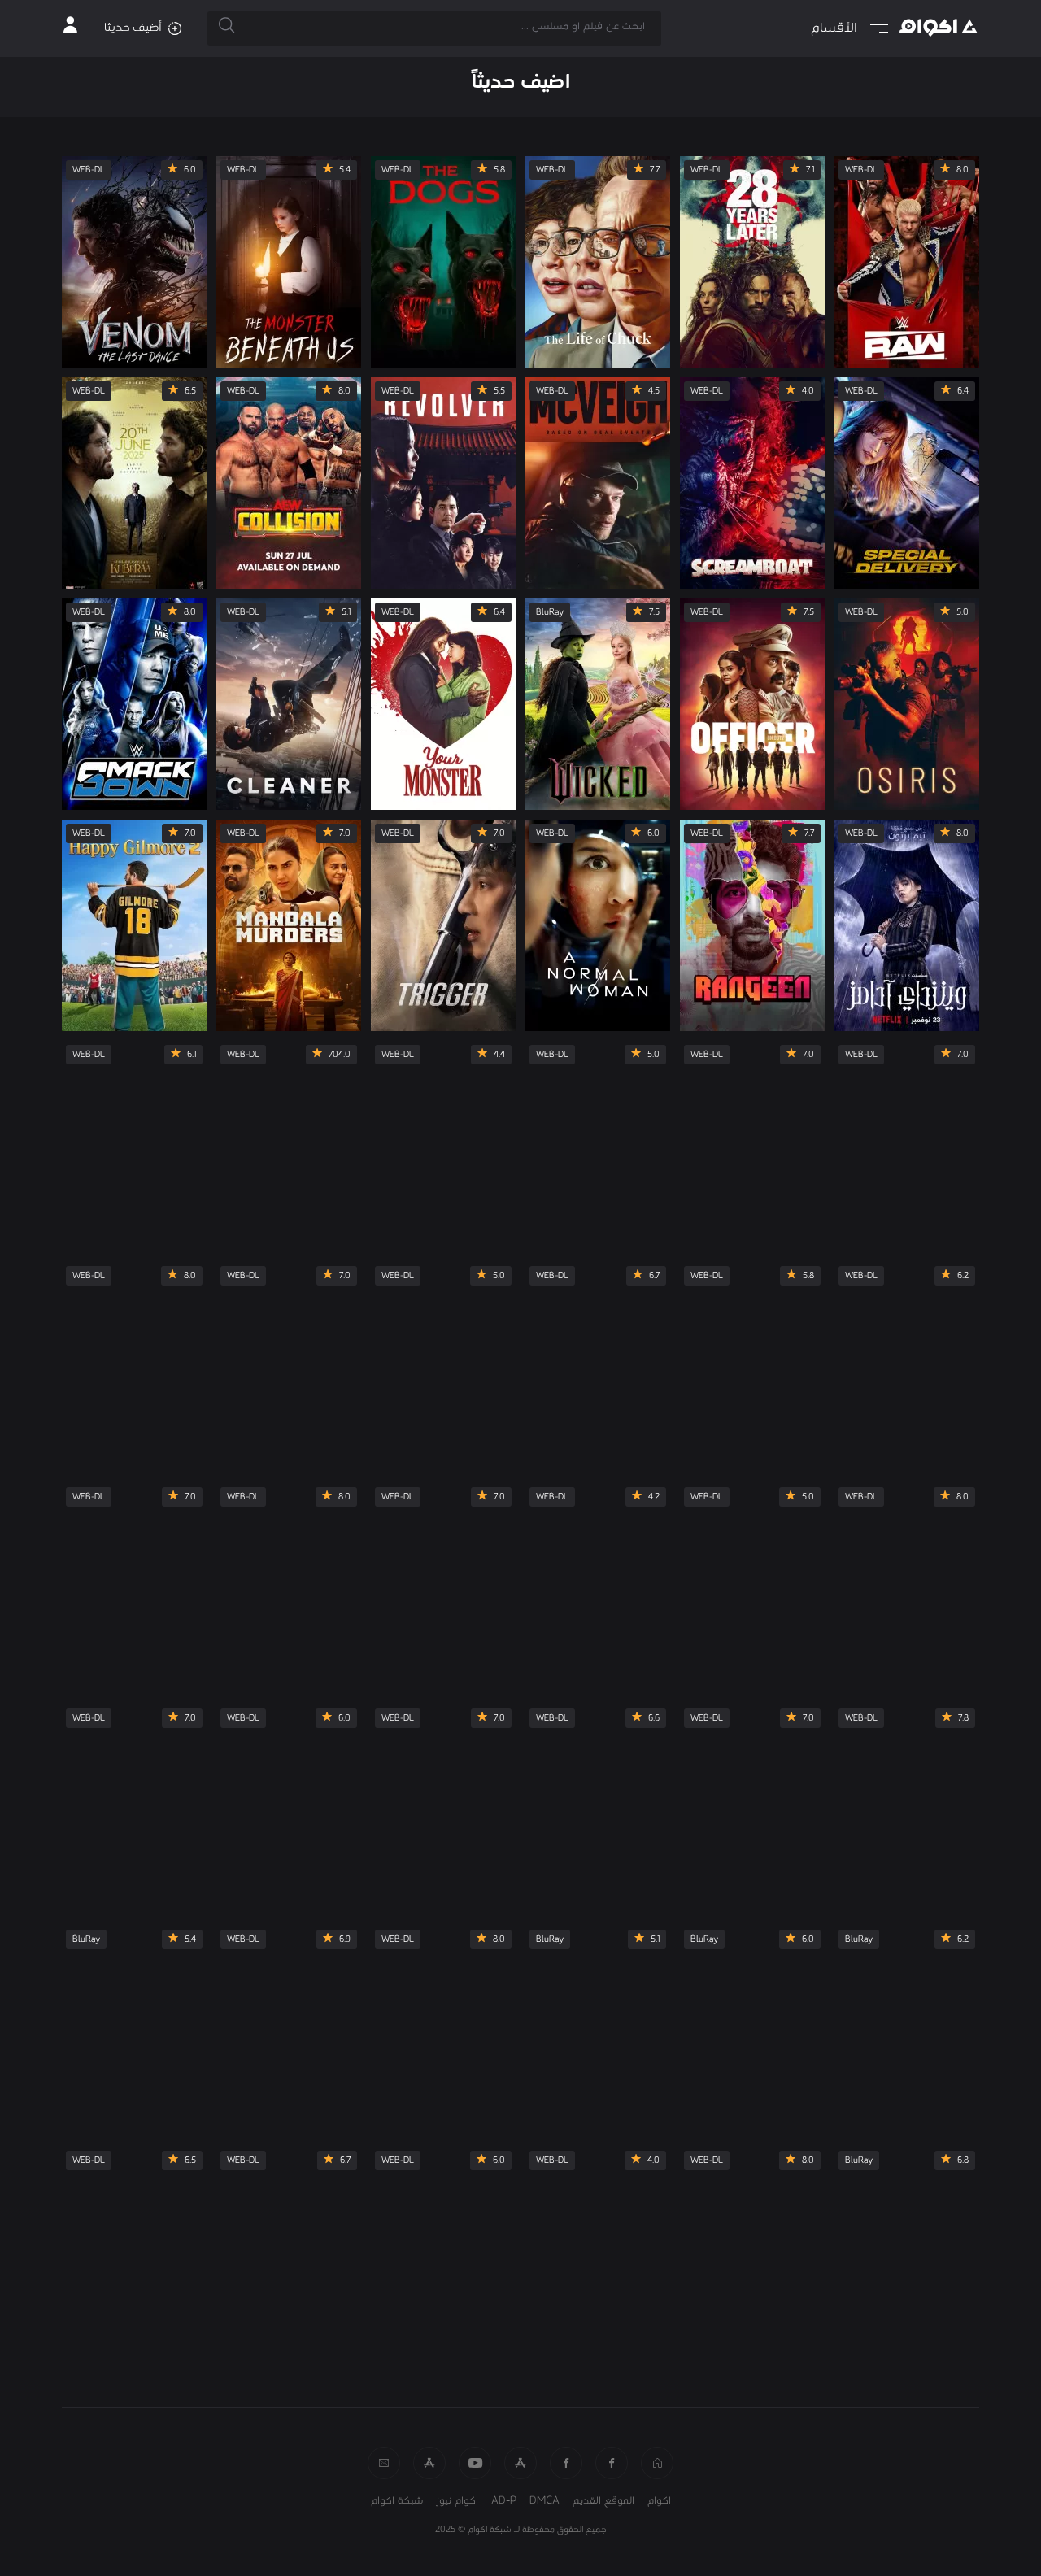 اكوام
الأقسام
ابحث عن فيلم او مسلسل ...
أضيف حديثا
اضيف حديثاً
8.0 WEB-DL
7.1 WEB-DL
7.7 WEB-DL
5.8 WEB-DL
5.4 WEB-DL
6.0 WEB-DL
RAW
28 YEARS LATER
The Life of Chuck
THE DOGS
THE MONSTER BENEATH US
VENOM THE LAST DANCE
6.4 WEB-DL
4.0 WEB-DL
4.5 WEB-DL
5.5 WEB-DL
8.0 WEB-DL
6.5 WEB-DL
SPECIAL DELIVERY
SCREAMBOAT
MCVEIGH
BASED ON REAL EVENTS
REVOLVER
AEW COLLISION
SUN 27 JUL
AVAILABLE ON DEMAND
20TH JUNE 2025
KUBERAA
5.0 WEB-DL
7.5 WEB-DL
7.5 BluRay
6.4 WEB-DL
5.1 WEB-DL
8.0 WEB-DL
OSIRIS
OFFICER
WICKED
Your MONSTER
CLEANER
SMACK DOWN
8.0 WEB-DL
7.7 WEB-DL
6.0 WEB-DL
7.0 WEB-DL
7.0 WEB-DL
7.0 WEB-DL
تيم برتون
وينزداي آدامز
NETFLIX | 23 نوفمبر
RANGEEN
A NORMAL WOMAN
TRIGGER
MANDALA MURDERS
Happy Gilmore 2
GILMORE 18
7.0 WEB-DL
7.0 WEB-DL
5.0 WEB-DL
4.4 WEB-DL
704.0 WEB-DL
6.1 WEB-DL
6.2 WEB-DL
5.8 WEB-DL
6.7 WEB-DL
5.0 WEB-DL
7.0 WEB-DL
8.0 WEB-DL
8.0 WEB-DL
5.0 WEB-DL
4.2 WEB-DL
7.0 WEB-DL
8.0 WEB-DL
7.0 WEB-DL
7.8 WEB-DL
7.0 WEB-DL
6.6 WEB-DL
7.0 WEB-DL
6.0 WEB-DL
7.0 WEB-DL
6.2 BluRay
6.0 BluRay
5.1 BluRay
8.0 WEB-DL
6.9 WEB-DL
5.4 BluRay
6.8 BluRay
8.0 WEB-DL
4.0 WEB-DL
6.0 WEB-DL
6.7 WEB-DL
6.5 WEB-DL
اكوام الموقع القديم DMCA AD-P اكوام نيوز شبكة اكوام
جميع الحقوق محفوظة لـ شبكة اكوام © 2025